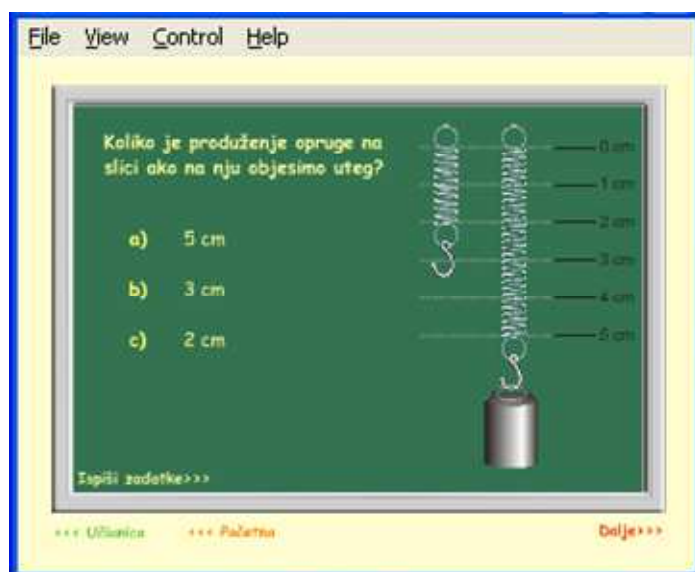 File View Control Help
Koliko je produženje opruge na
slici ako na nju objesimo uteg?
a) 5 cm
b) 3 cm
c) 2 cm
0 cm
1 cm
2 cm
3 cm
4 cm
5 cm
Ispiši zadatke>>>
<<< Učionica <<< Početna Dalje>>>